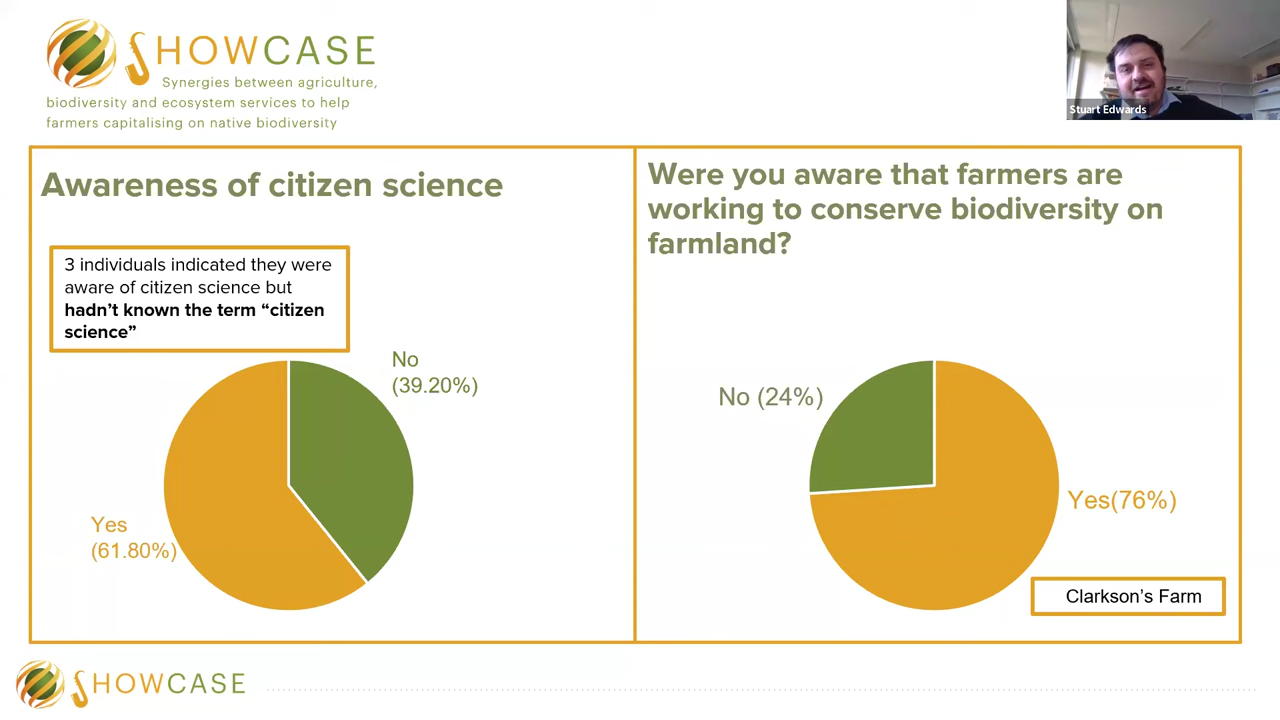 SHOWCASE
Synergies between agriculture,
biodiversity and ecosystem services to help
farmers capitalising on native biodiversity
Stuart Edwards
Awareness of citizen science
3 individuals indicated they were
aware of citizen science but
hadn’t known the term “citizen
science”
No
(39.20%)
Yes
(61.80%)
Were you aware that farmers are
working to conserve biodiversity on
farmland?
No (24%)
Yes(76%)
Clarkson’s Farm
SHOWCASE